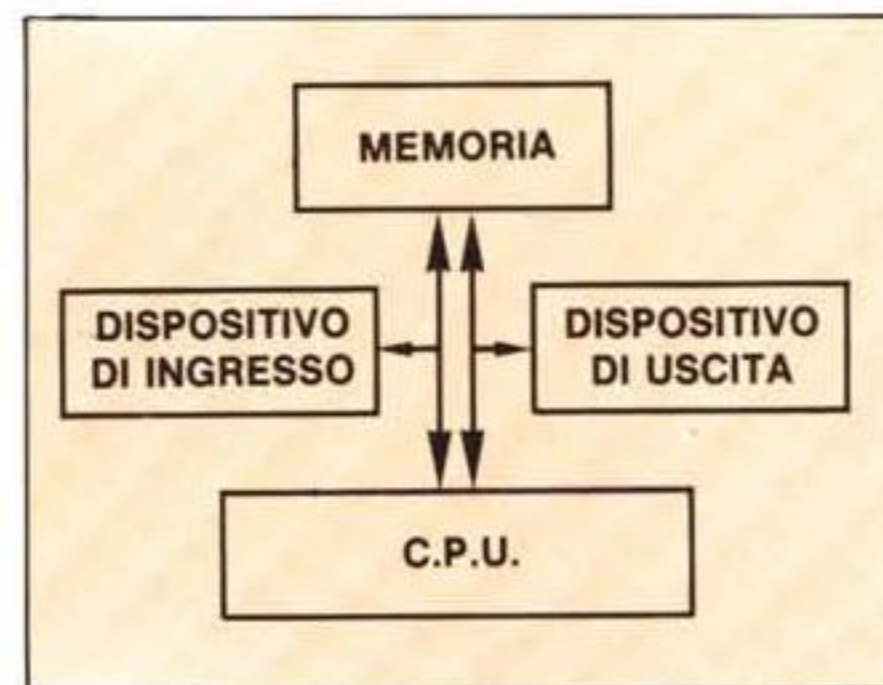 MEMORIA
DISPOSITIVO
DI INGRESSO
DISPOSITIVO
DI USCITA
C.P.U.